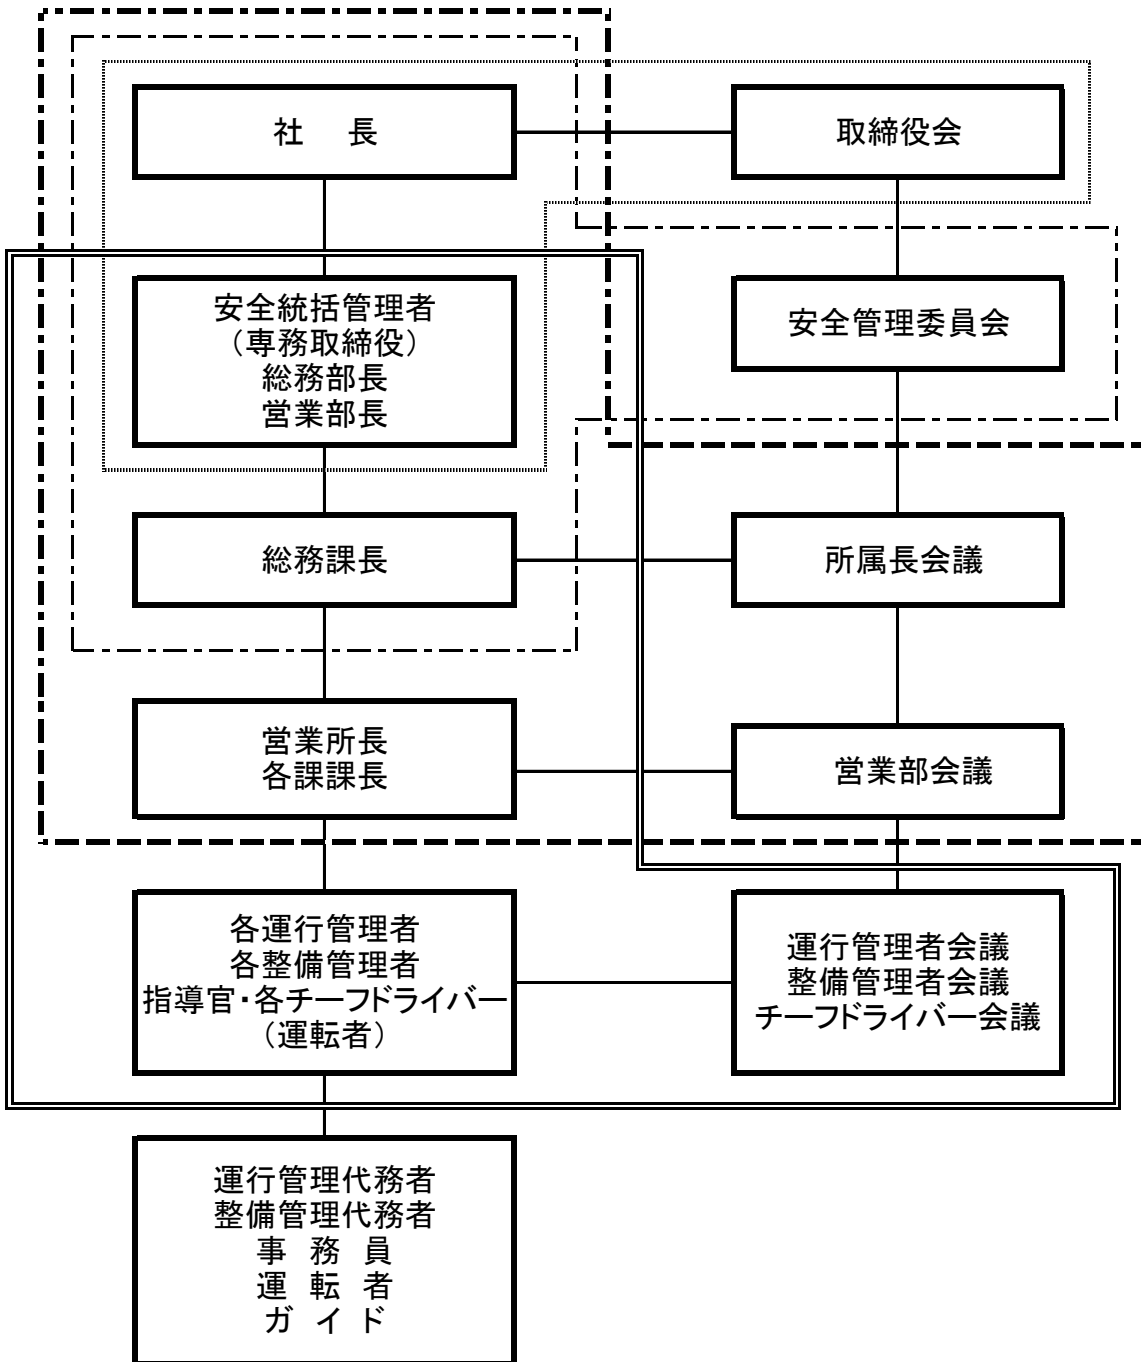 社　長
取締役会
安全統括管理者
（専務取締役）
総務部長
営業部長
安全管理委員会
総務課長
所属長会議
営業所長
各課課長
営業部会議
各運行管理者
各整備管理者
指導官・各チーフドライバー
（運転者）
運行管理者会議
整備管理者会議
チーフドライバー会議
運行管理代務者
整備管理代務者
事　務　員
運　転　者
ガ　イ　ド